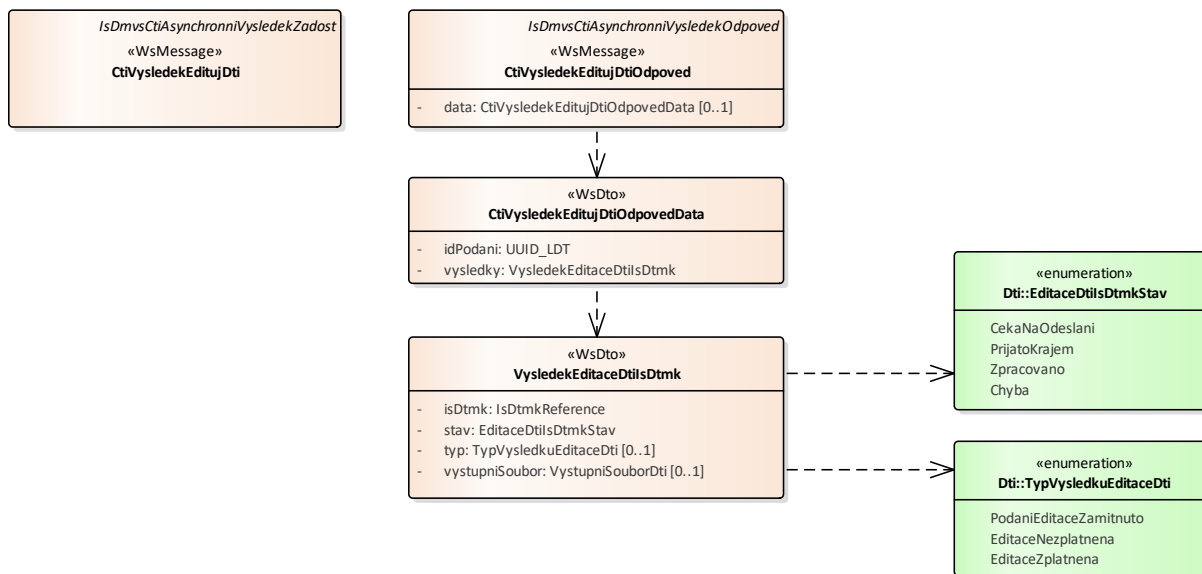 IsDmvsCtiAsynchronniVysledekZadost
«WsMessage»
CtiVysledekEditujDti
IsDmvsCtiAsynchronniVysledekOdpoved
«WsMessage»
CtiVysledekEditujDtiOdpoved
- data: CtiVysledekEditujDtiOdpovedData [0..1]
«WsDto»
CtiVysledekEditujDtiOdpovedData
- idPodani: UUID_LDT
- vysledky: VysledekEditaceDtiIsDtmk
«WsDto»
VysledekEditaceDtiIsDtmk
- isDtmk: IsDtmkReference
- stav: EditaceDtiIsDtmkStav
- typ: TypVysledkuEditaceDti [0..1]
- vystupniSoubor: VystupniSouborDti [0..1]
«enumeration»
Dti::EditaceDtiIsDtmkStav
CekaNaOdeslani
PrijatoKrajem
Zpracovano
Chyba
«enumeration»
Dti::TypVysledkuEditaceDti
PodaniEditaceZamitnuto
EditaceNezplatnena
EditaceZplatnena